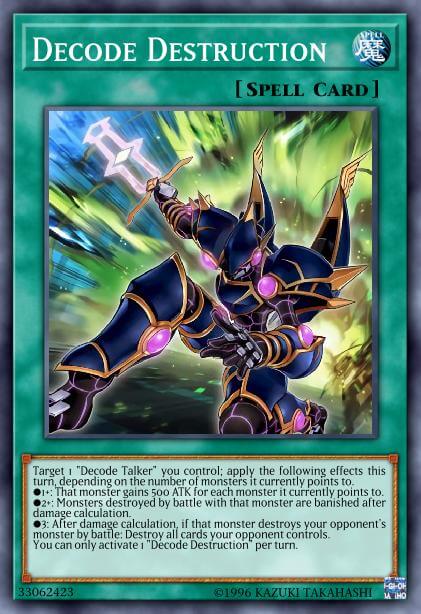 DECODE DESTRUCTION
SPELL
魔
[SPELL CARD]
Target 1 "Decode Talker" you control; apply the following effects this
turn, depending on the number of monsters it currently points to.
●1+: That monster gains 500 ATK for each monster it currently points to.
●2+: Monsters destroyed by battle with that monster are banished after
damage calculation.
●3: After damage calculation, if that monster destroys your opponent's
monster by battle: Destroy all cards your opponent controls.
You can only activate 1 "Decode Destruction" per turn.
33062423
©1996 KAZUKI TAKAHASHI